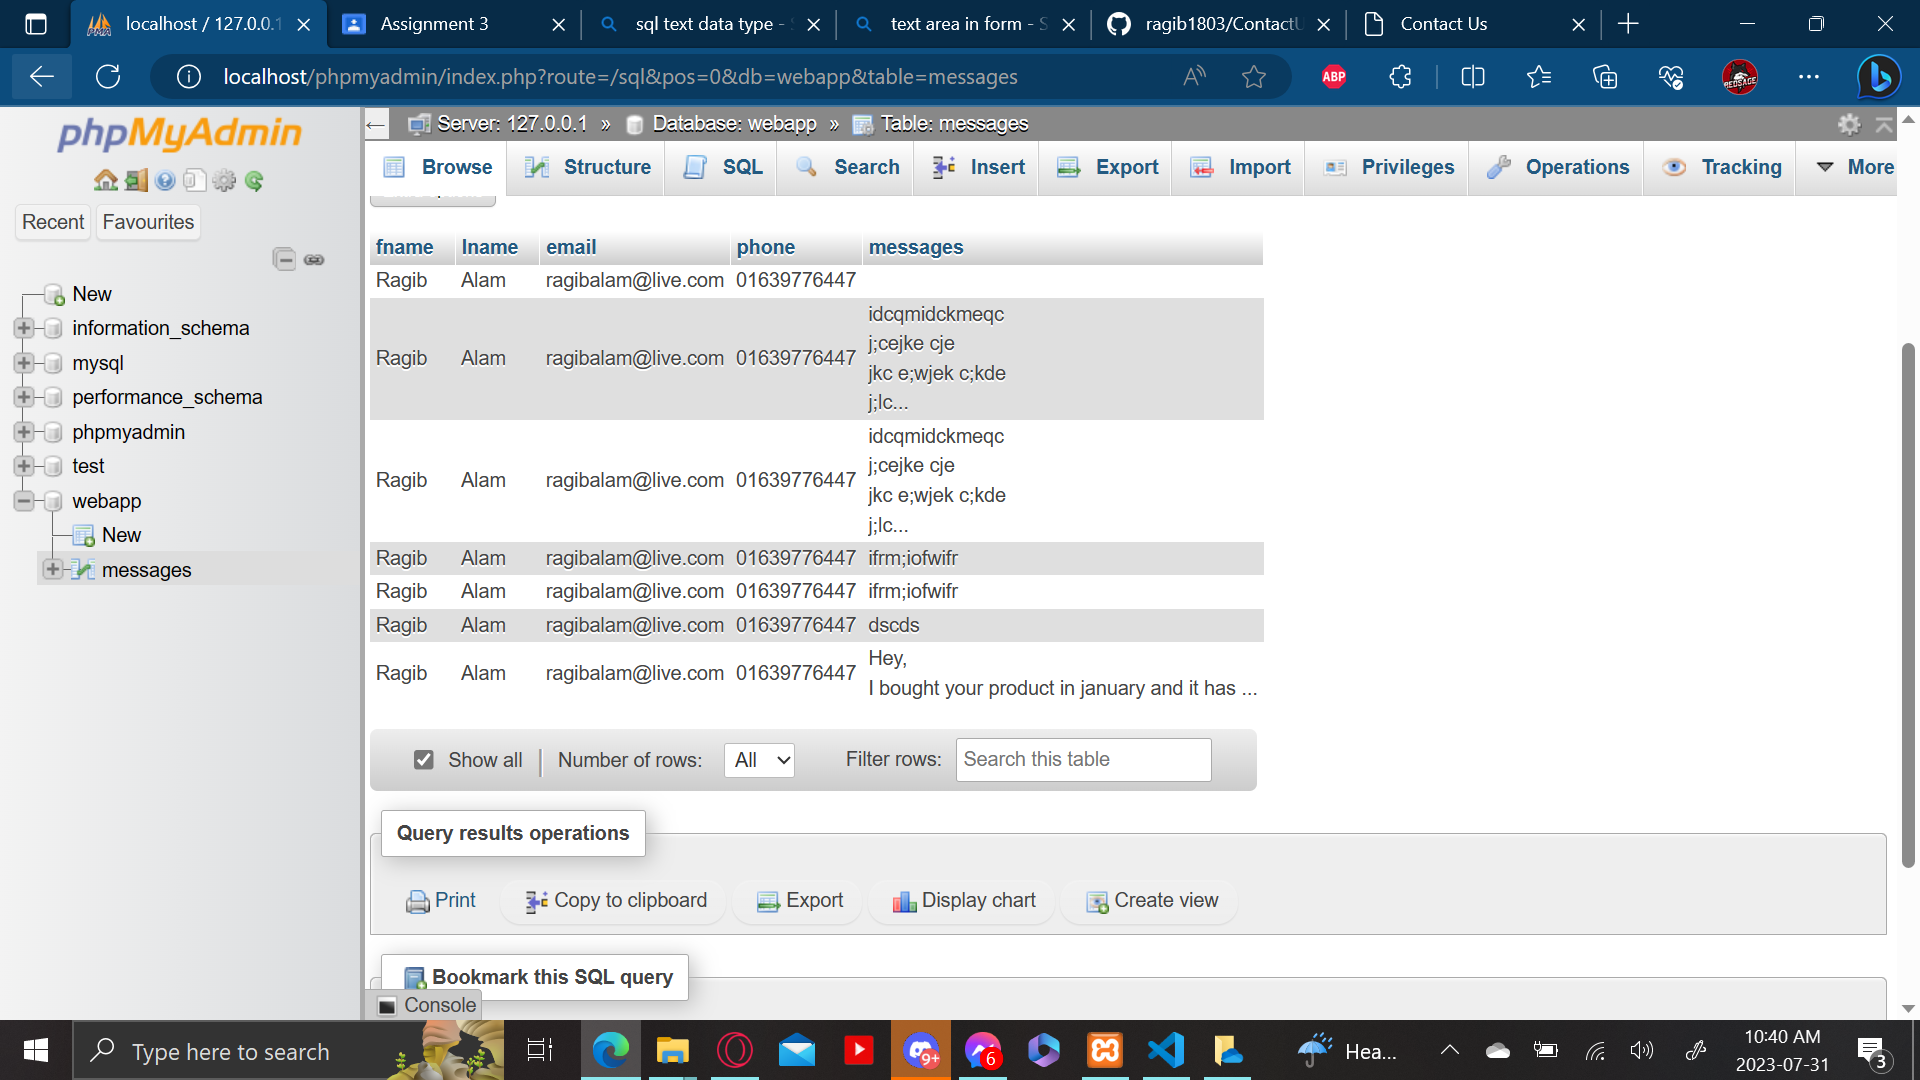 localhost / 127.0.0.1
Assignment 3
sql text data type -
text area in form - S
ragib1803/ContactU
Contact Us
localhost/phpmyadmin/index.php?route=/sql&pos=0&db=webapp&table=messages
ABP
phpMyAdmin
Recent
Favourites
New
information_schema
mysql
performance_schema
phpmyadmin
test
webapp
New
messages
Server: 127.0.0.1 » Database: webapp » Table: messages
Browse
Structure
SQL
Search
Insert
Export
Import
Privileges
Operations
Tracking
More
fname lname email phone messages
Ragib Alam ragibalam@live.com 01639776447
Ragib Alam ragibalam@live.com 01639776447
idcqmidckmeqc
j;cejke cje
jkc e;wjek c;kde
j;lc...
Ragib Alam ragibalam@live.com 01639776447
idcqmidckmeqc
j;cejke cje
jkc e;wjek c;kde
j;lc...
Ragib Alam ragibalam@live.com 01639776447 ifrm;iofwifr
Ragib Alam ragibalam@live.com 01639776447 ifrm;iofwifr
Ragib Alam ragibalam@live.com 01639776447 dscds
Ragib Alam ragibalam@live.com 01639776447
Hey,
I bought your product in january and it has ...
Show all
Number of rows:
All
Filter rows:
Search this table
Query results operations
Print
Copy to clipboard
Export
Display chart
Create view
Bookmark this SQL query
Console
Type here to search
9+
6
Hea...
10:40 AM
2023-07-31
3